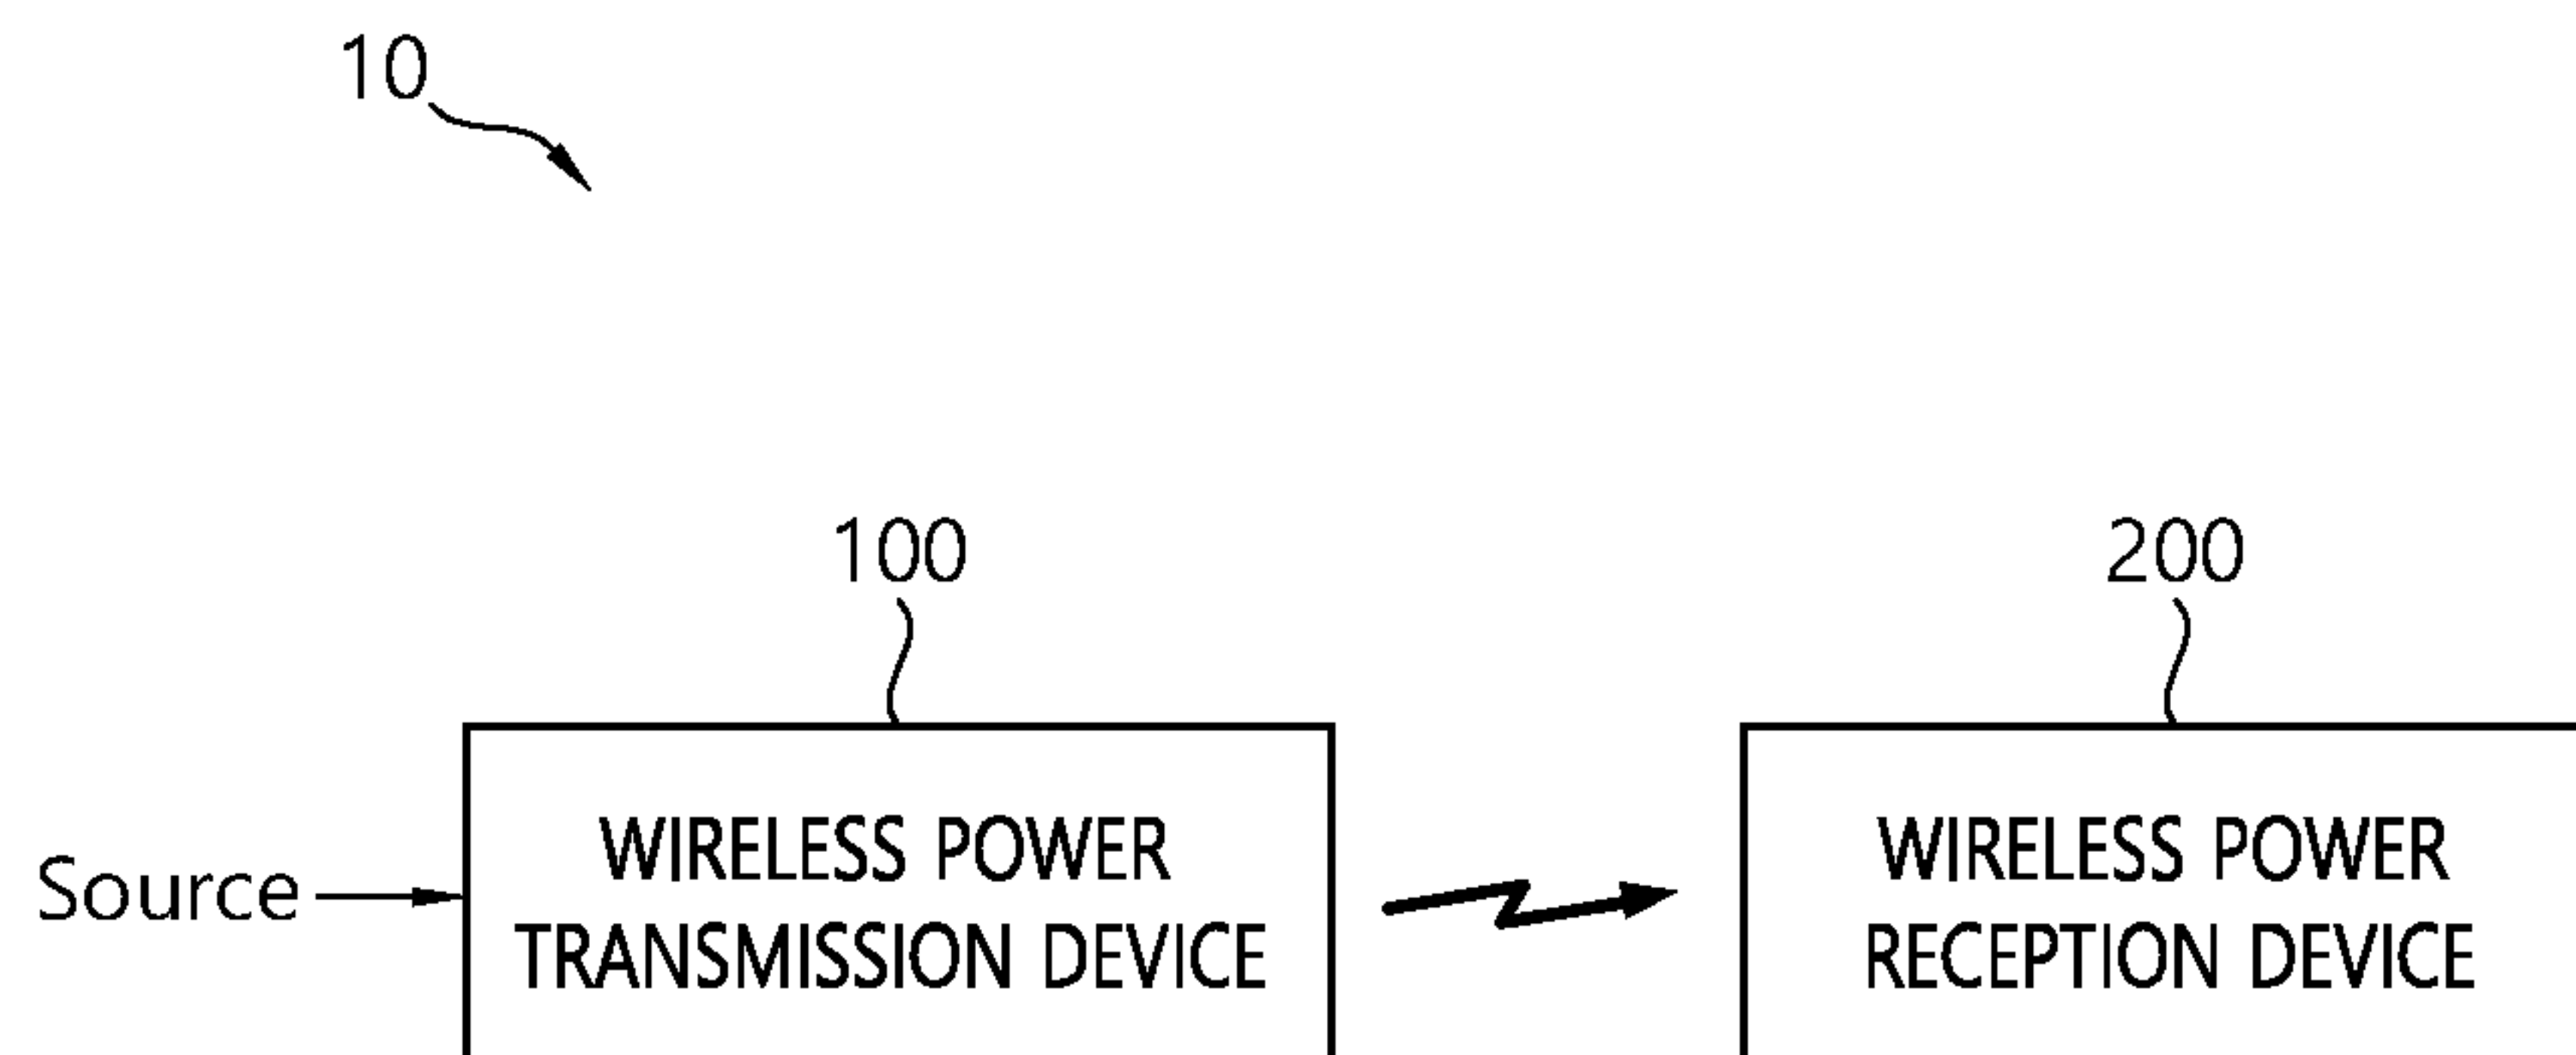 10
100
200
Source
WIRELESS POWER
TRANSMISSION DEVICE
WIRELESS POWER
RECEPTION DEVICE